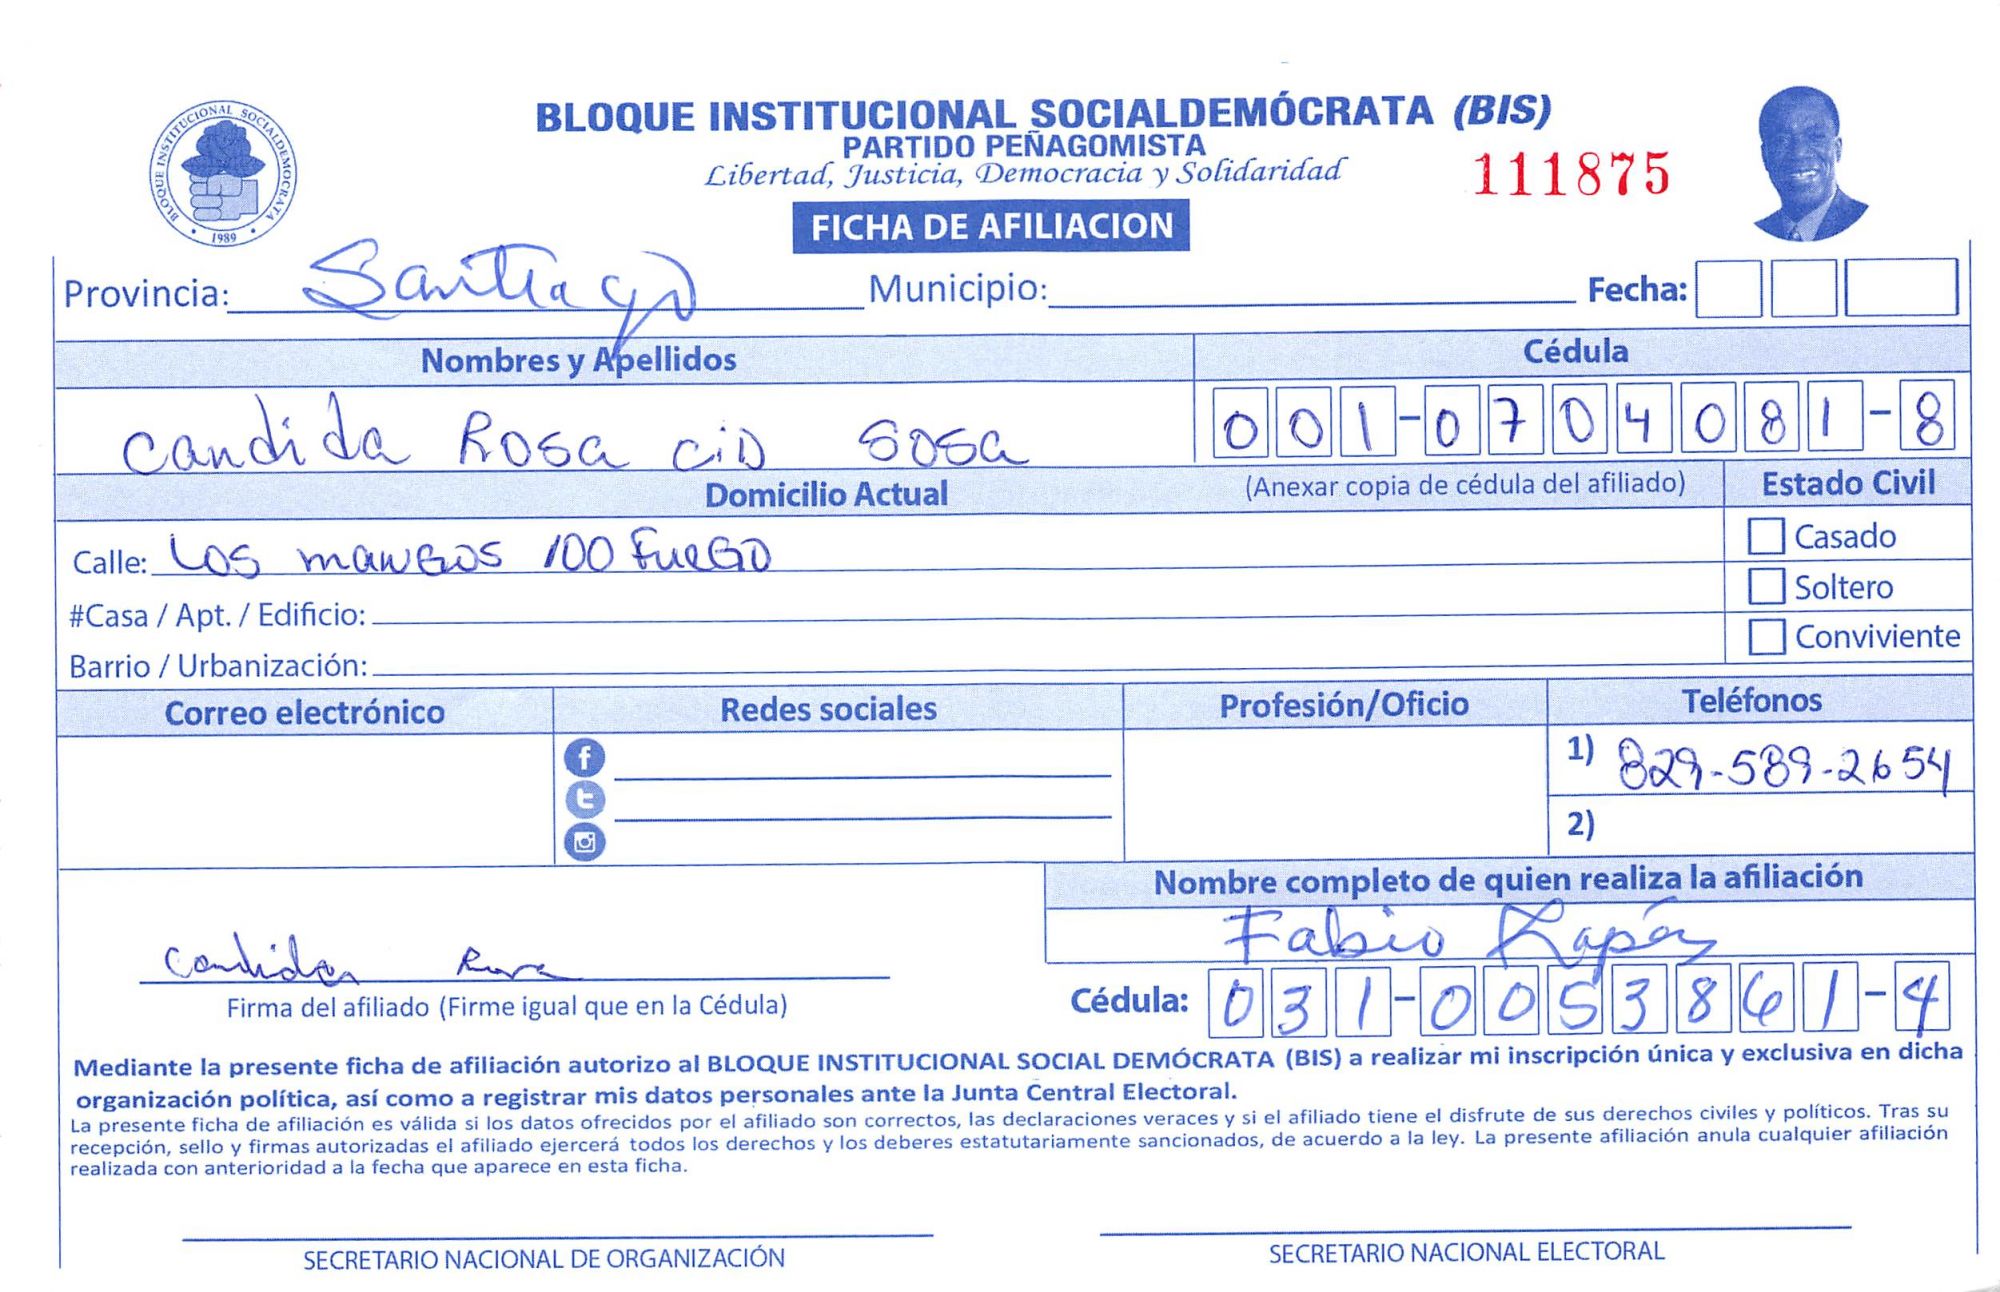 BLOQUE INSTITUCIONAL SOCIALDEMOCRATA
1989
BLOQUE INSTITUCIONAL SOCIALDEMÓCRATA (BIS)
PARTIDO PEÑAGOMISTA
Libertad, Justicia, Democracia y Solidaridad
111875
FICHA DE AFILIACION
Provincia: Santiago Municipio: Fecha:
Nombres y Apellidos Cédula
Candida Rosa CiD Sosa 001-0704081-8
Domicilio Actual (Anexar copia de cédula del afiliado) Estado Civil
Calle: Los mangos 100 Fuego Casado
#Casa / Apt. / Edificio: Soltero
Barrio / Urbanización: Conviviente
Correo electrónico Redes sociales Profesión/Oficio Teléfonos
1) 829-589-2654
2)
Nombre completo de quien realiza la afiliación
Fabio
Candida Rosa
Firma del afiliado (Firme igual que en la Cédula) Cédula: 031-0053861-4
Mediante la presente ficha de afiliación autorizo al BLOQUE INSTITUCIONAL SOCIAL DEMÓCRATA (BIS) a realizar mi inscripción única y exclusiva en dicha
organización política, así como a registrar mis datos personales ante la Junta Central Electoral.
La presente ficha de afiliación es válida si los datos ofrecidos por el afiliado son correctos, las declaraciones veraces y si el afiliado tiene el disfrute de sus derechos civiles y políticos. Tras su
recepción, sello y firmas autorizadas el afiliado ejercerá todos los derechos y los deberes estatutariamente sancionados, de acuerdo a la ley. La presente afiliación anula cualquier afiliación
realizada con anterioridad a la fecha que aparece en esta ficha.
SECRETARIO NACIONAL DE ORGANIZACIÓN SECRETARIO NACIONAL ELECTORAL